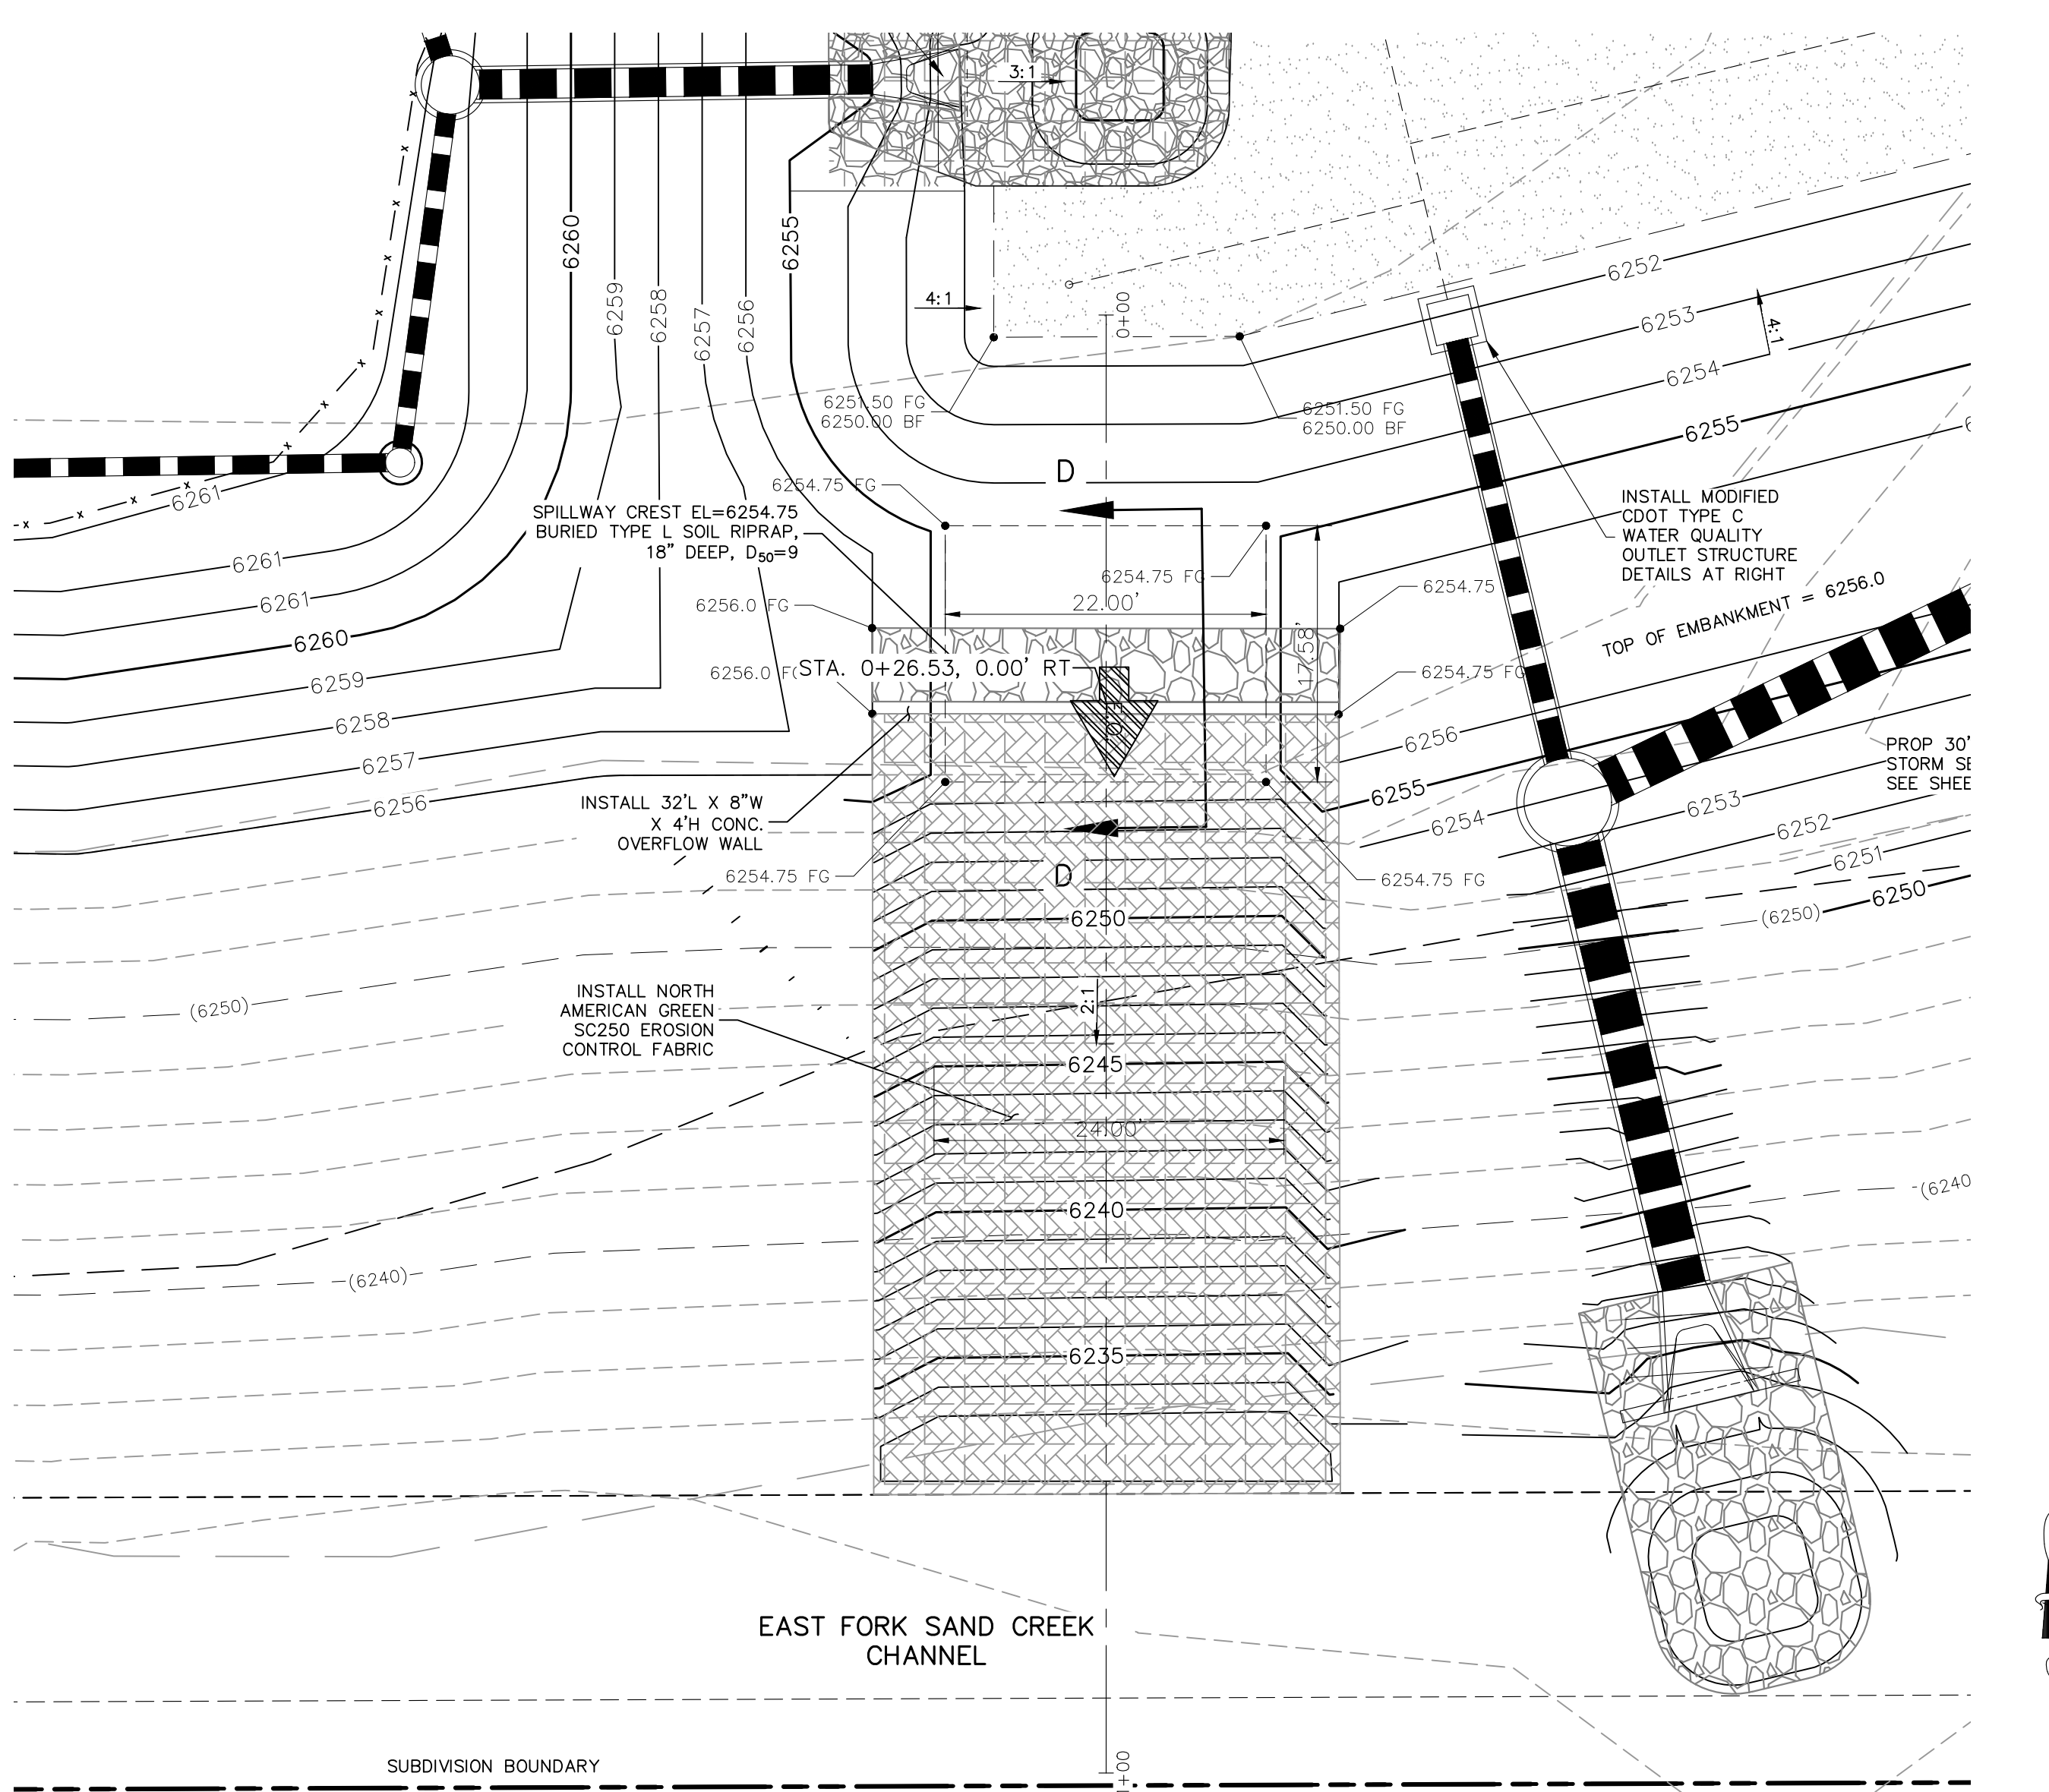 3:1
6260
6255
6259
6258
6257
6256
4:1
0+00
6252
6253
4:1
6254
6251.50 FG
6250.00 BF
6251.50 FG
6250.00 BF
6255
D
6254.75 FG
6261
SPILLWAY CREST EL=6254.75
BURIED TYPE L SOIL RIPRAP,
18" DEEP, D50=9
INSTALL MODIFIED
CDOT TYPE C
WATER QUALITY
OUTLET STRUCTURE
DETAILS AT RIGHT
6261
6254.75 FG
6254.75
6261
6256.0 FG
22.00'
TOP OF EMBANKMENT = 6256.0
6260
17.58'
6256.0 FG
STA. 0+26.53, 0.00' RT
6254.75 FG
6259
6258
6256
PROP 30'
STORM SE
SEE SHEE
6257
6255
6256
INSTALL 32'L X 8"W
X 4'H CONC.
OVERFLOW WALL
6254
6253
6252
6251
6254.75 FG
D
6254.75 FG
6250
(6250)
6250
(6250)
INSTALL NORTH
AMERICAN GREEN
SC250 EROSION
CONTROL FABRIC
2:1
6245
24.00'
6240
(6240
(6240)
6235
EAST FORK SAND CREEK
CHANNEL
SUBDIVISION BOUNDARY
+00